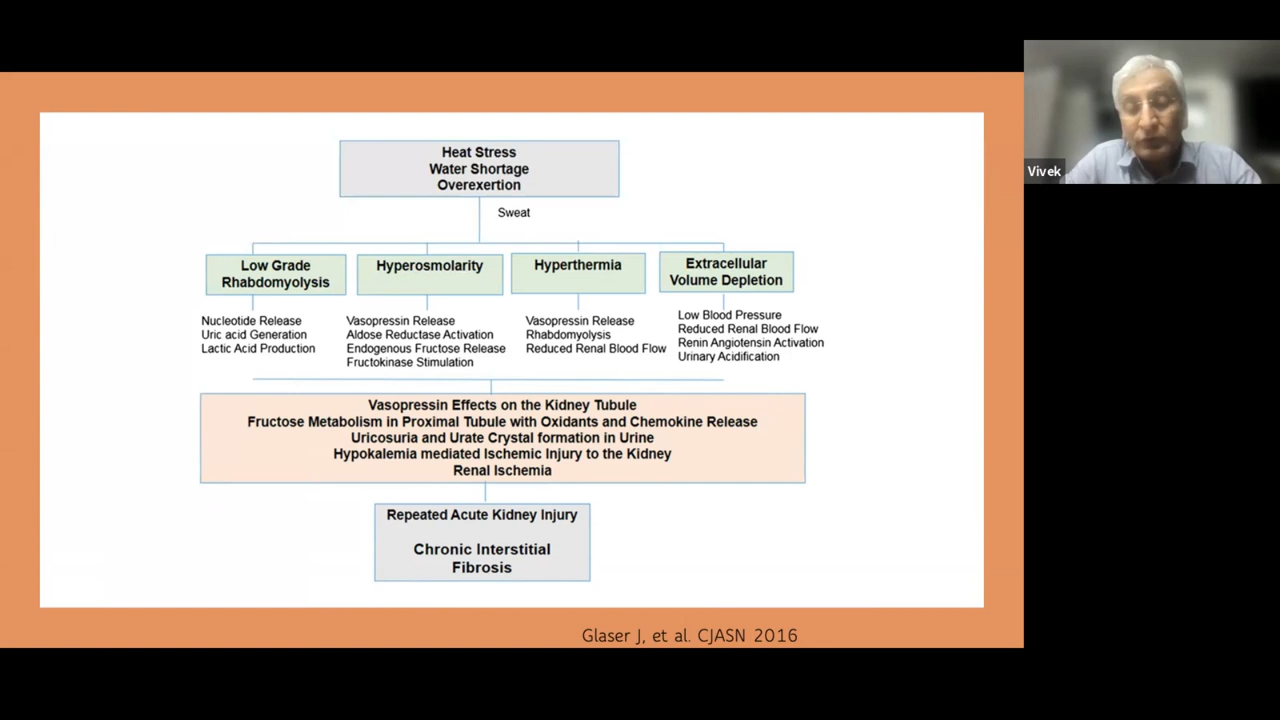 Heat Stress
Water Shortage
Overexertion
Sweat
Low Grade
Rhabdomyolysis
Hyperosmolarity
Hyperthermia
Extracellular
Volume Depletion
Nucleotide Release
Uric acid Generation
Lactic Acid Production
Vasopressin Release
Aldose Reductase Activation
Endogenous Fructose Release
Fructokinase Stimulation
Vasopressin Release
Rhabdomyolysis
Reduced Renal Blood Flow
Low Blood Pressure
Reduced Renal Blood Flow
Renin Angiotensin Activation
Urinary Acidification
Vasopressin Effects on the Kidney Tubule
Fructose Metabolism in Proximal Tubule with Oxidants and Chemokine Release
Uricosuria and Urate Crystal formation in Urine
Hypokalemia mediated Ischemic Injury to the Kidney
Renal Ischemia
Repeated Acute Kidney Injury
Chronic Interstitial
Fibrosis
Glaser J, et al. CJASN 2016
Vivek